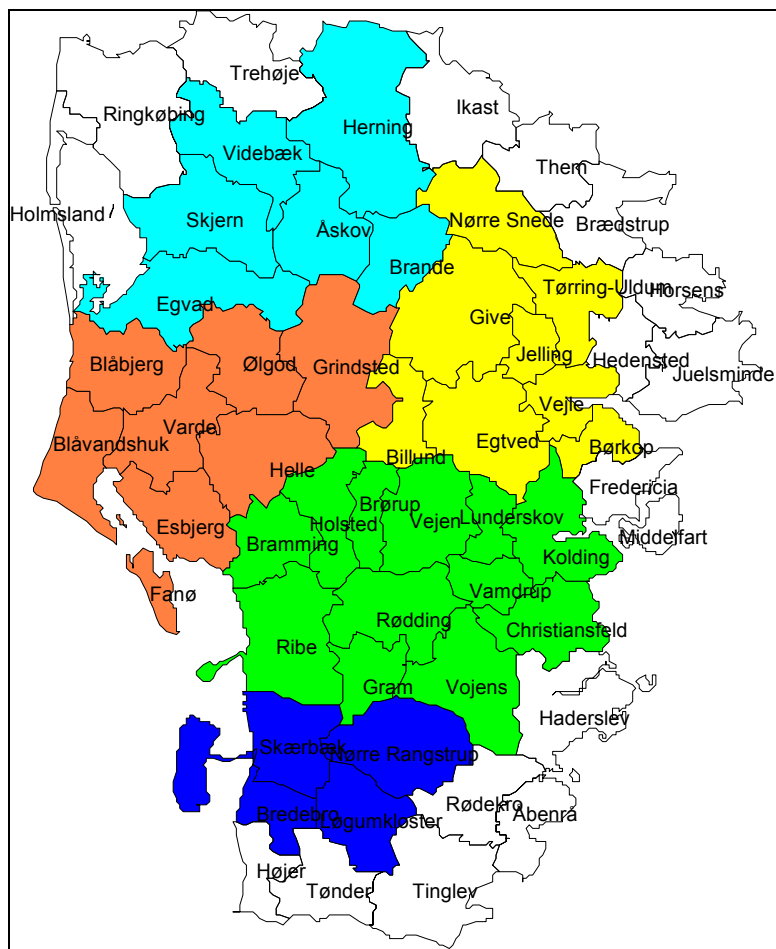 Trehøje
Ikast
Ringkøbing
Herning
Videbæk
Them
Holmsland
Skjern
Åskov
Nørre Snede
Brædstrup
Brande
Egvad
Tørring-Uldum
Horsens
Give
Blåbjerg
Ølgod
Grindsted
Jelling
Hedensted
Juelsminde
Vejle
Blåvandshuk
Varde
Billund
Egtved
Børkop
Helle
Fredericia
Brørup
Esbjerg
Holsted
Vejen
Lunderskov
Middelfart
Bramming
Kolding
Fanø
Vamdrup
Rødding
Christiansfeld
Ribe
Gram
Vojens
Haderslev
Skærbæk
Nørre Rangstrup
Rødekro
Åbenrå
Bredebro
Løgumkloster
Højer
Tønder
Tinglev